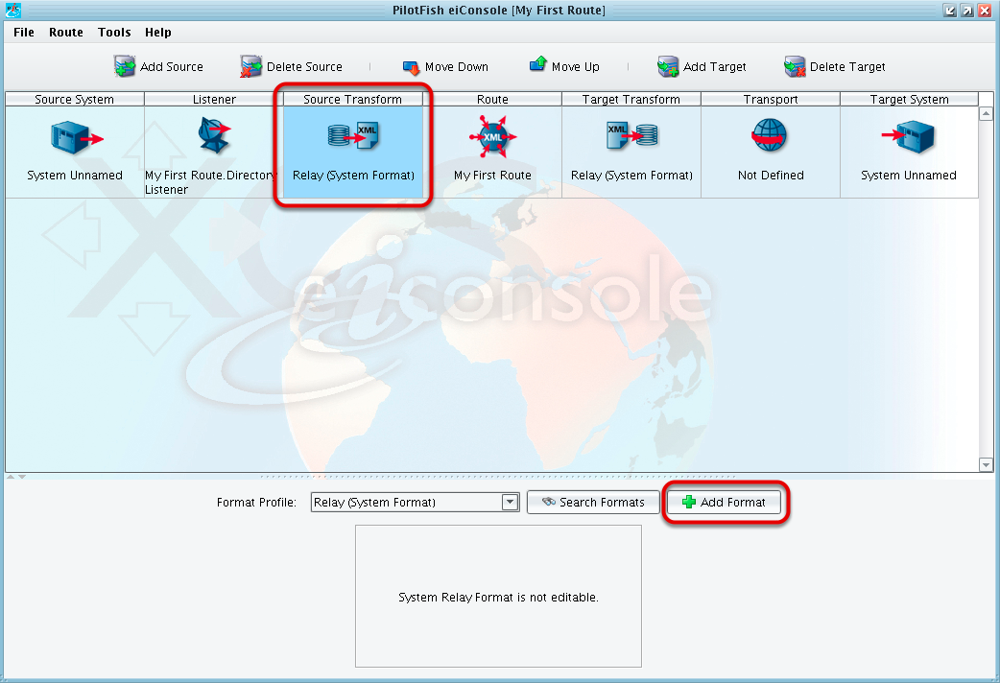 PilotFish eiConsole [My First Route]
File Route Tools Help
Add Source Delete Source Move Down Move Up Add Target Delete Target
Source System Listener Source Transform Route Target Transform Transport Target System
XML XML XML
System Unnamed My First Route.Directory Relay (System Format) My First Route Relay (System Format) Not Defined System Unnamed
Listener
eiconsole
Format Profile: Relay (System Format) Search Formats Add Format
System Relay Format is not editable.